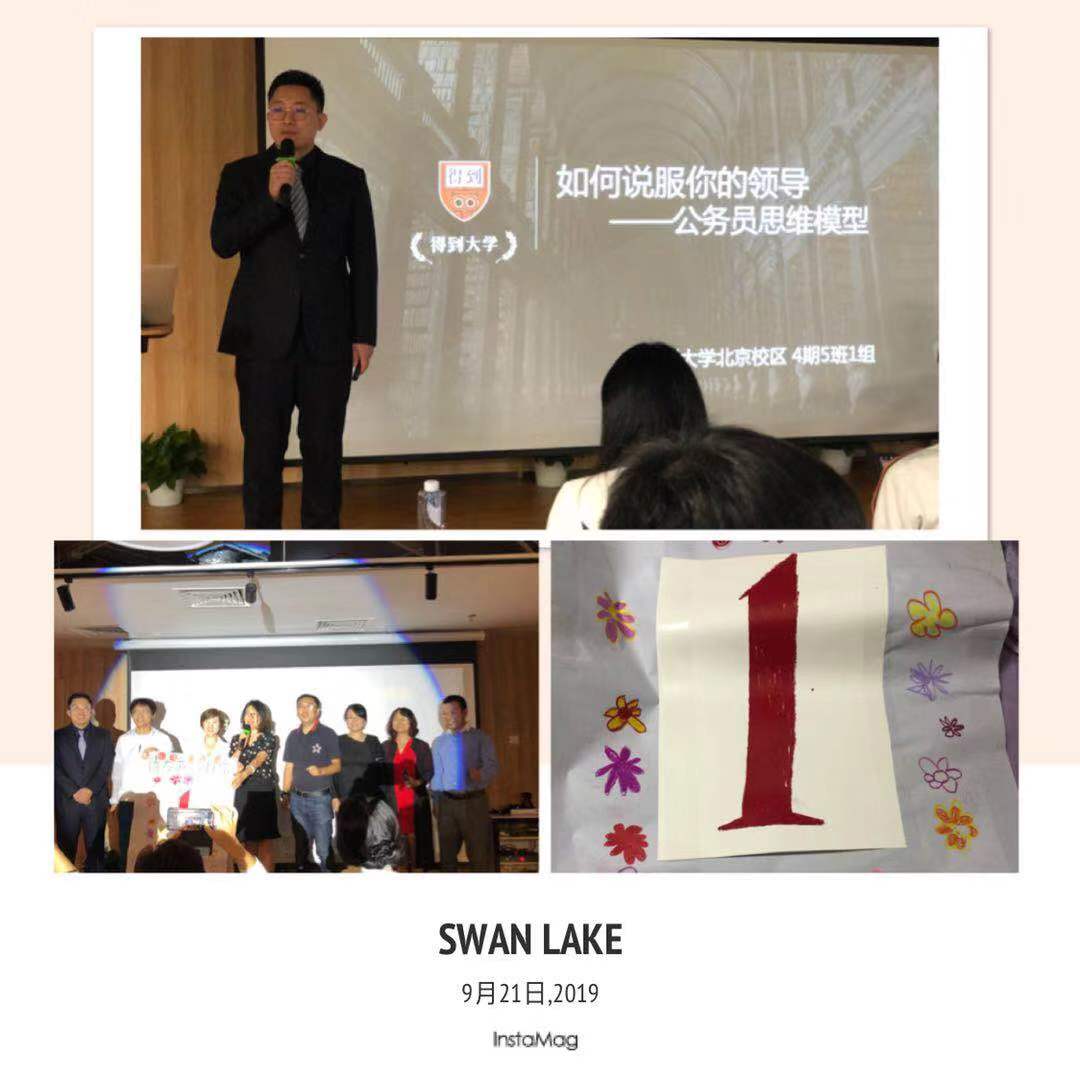 得到
得到大学
如何说服你的领导
——公务员思维模型
大学北京校区 4期5班1组
1
SWAN LAKE
9月21日,2019
InstaMag